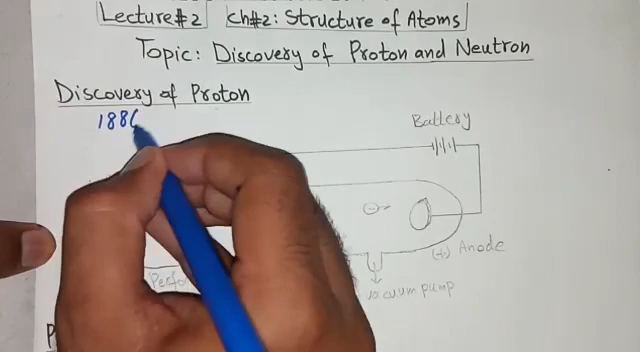 Lecture#2 Ch#2: Structure of Atoms
Topic: Discovery of Proton and Neutron
Discovery of Proton
188
Battery
(+) Anode
vacuum pump
Perfo
P